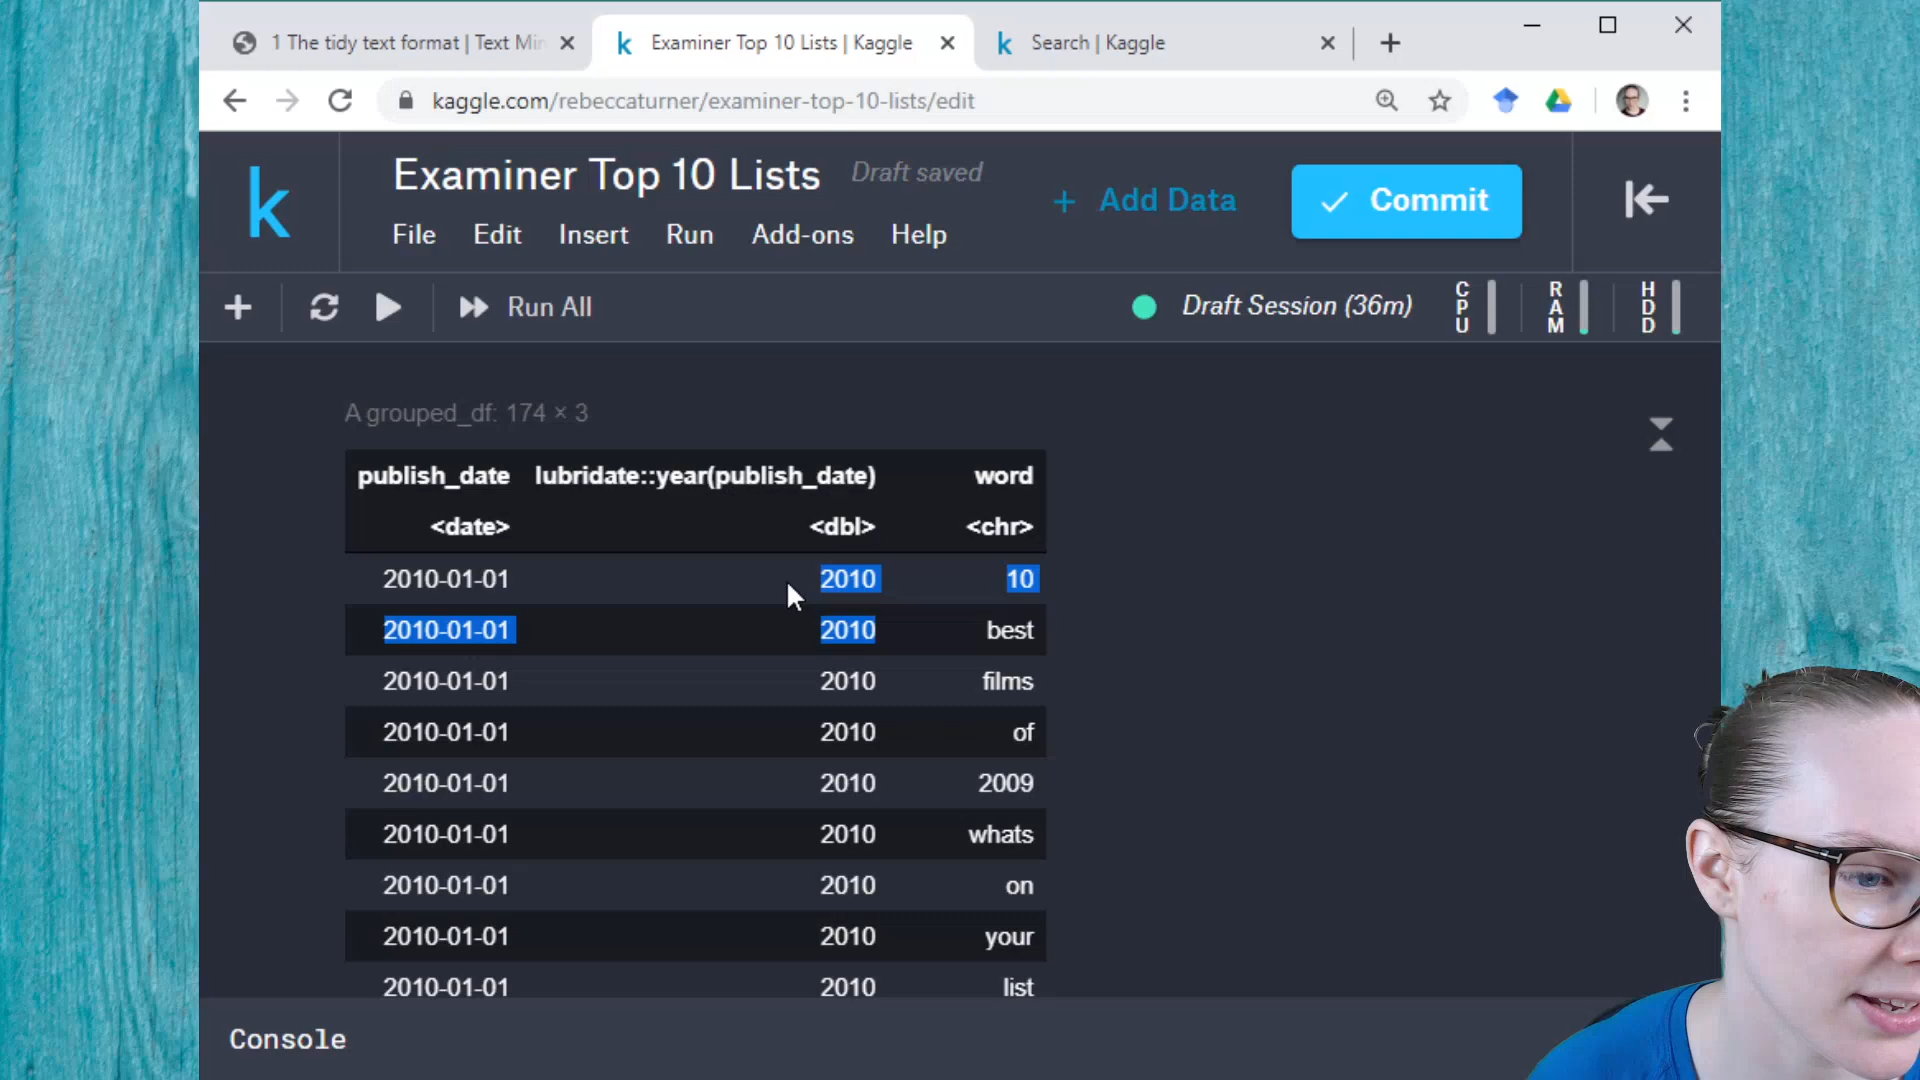 1 The tidy text format | Text Min
Examiner Top 10 Lists | Kaggle
Search | Kaggle
kaggle.com/rebeccaturner/examiner-top-10-lists/edit
Examiner Top 10 Lists
Draft saved
+ Add Data
Commit
File Edit Insert Run Add-ons Help
Run All
Draft Session (36m)
CPU
RAM
HDD
A grouped_df: 174 × 3
publish_date lubridate::year(publish_date) word
<date> <dbl> <chr>
2010-01-01 2010 10
2010-01-01 2010 best
2010-01-01 2010 films
2010-01-01 2010 of
2010-01-01 2010 2009
2010-01-01 2010 whats
2010-01-01 2010 on
2010-01-01 2010 your
2010-01-01 2010 list
Console